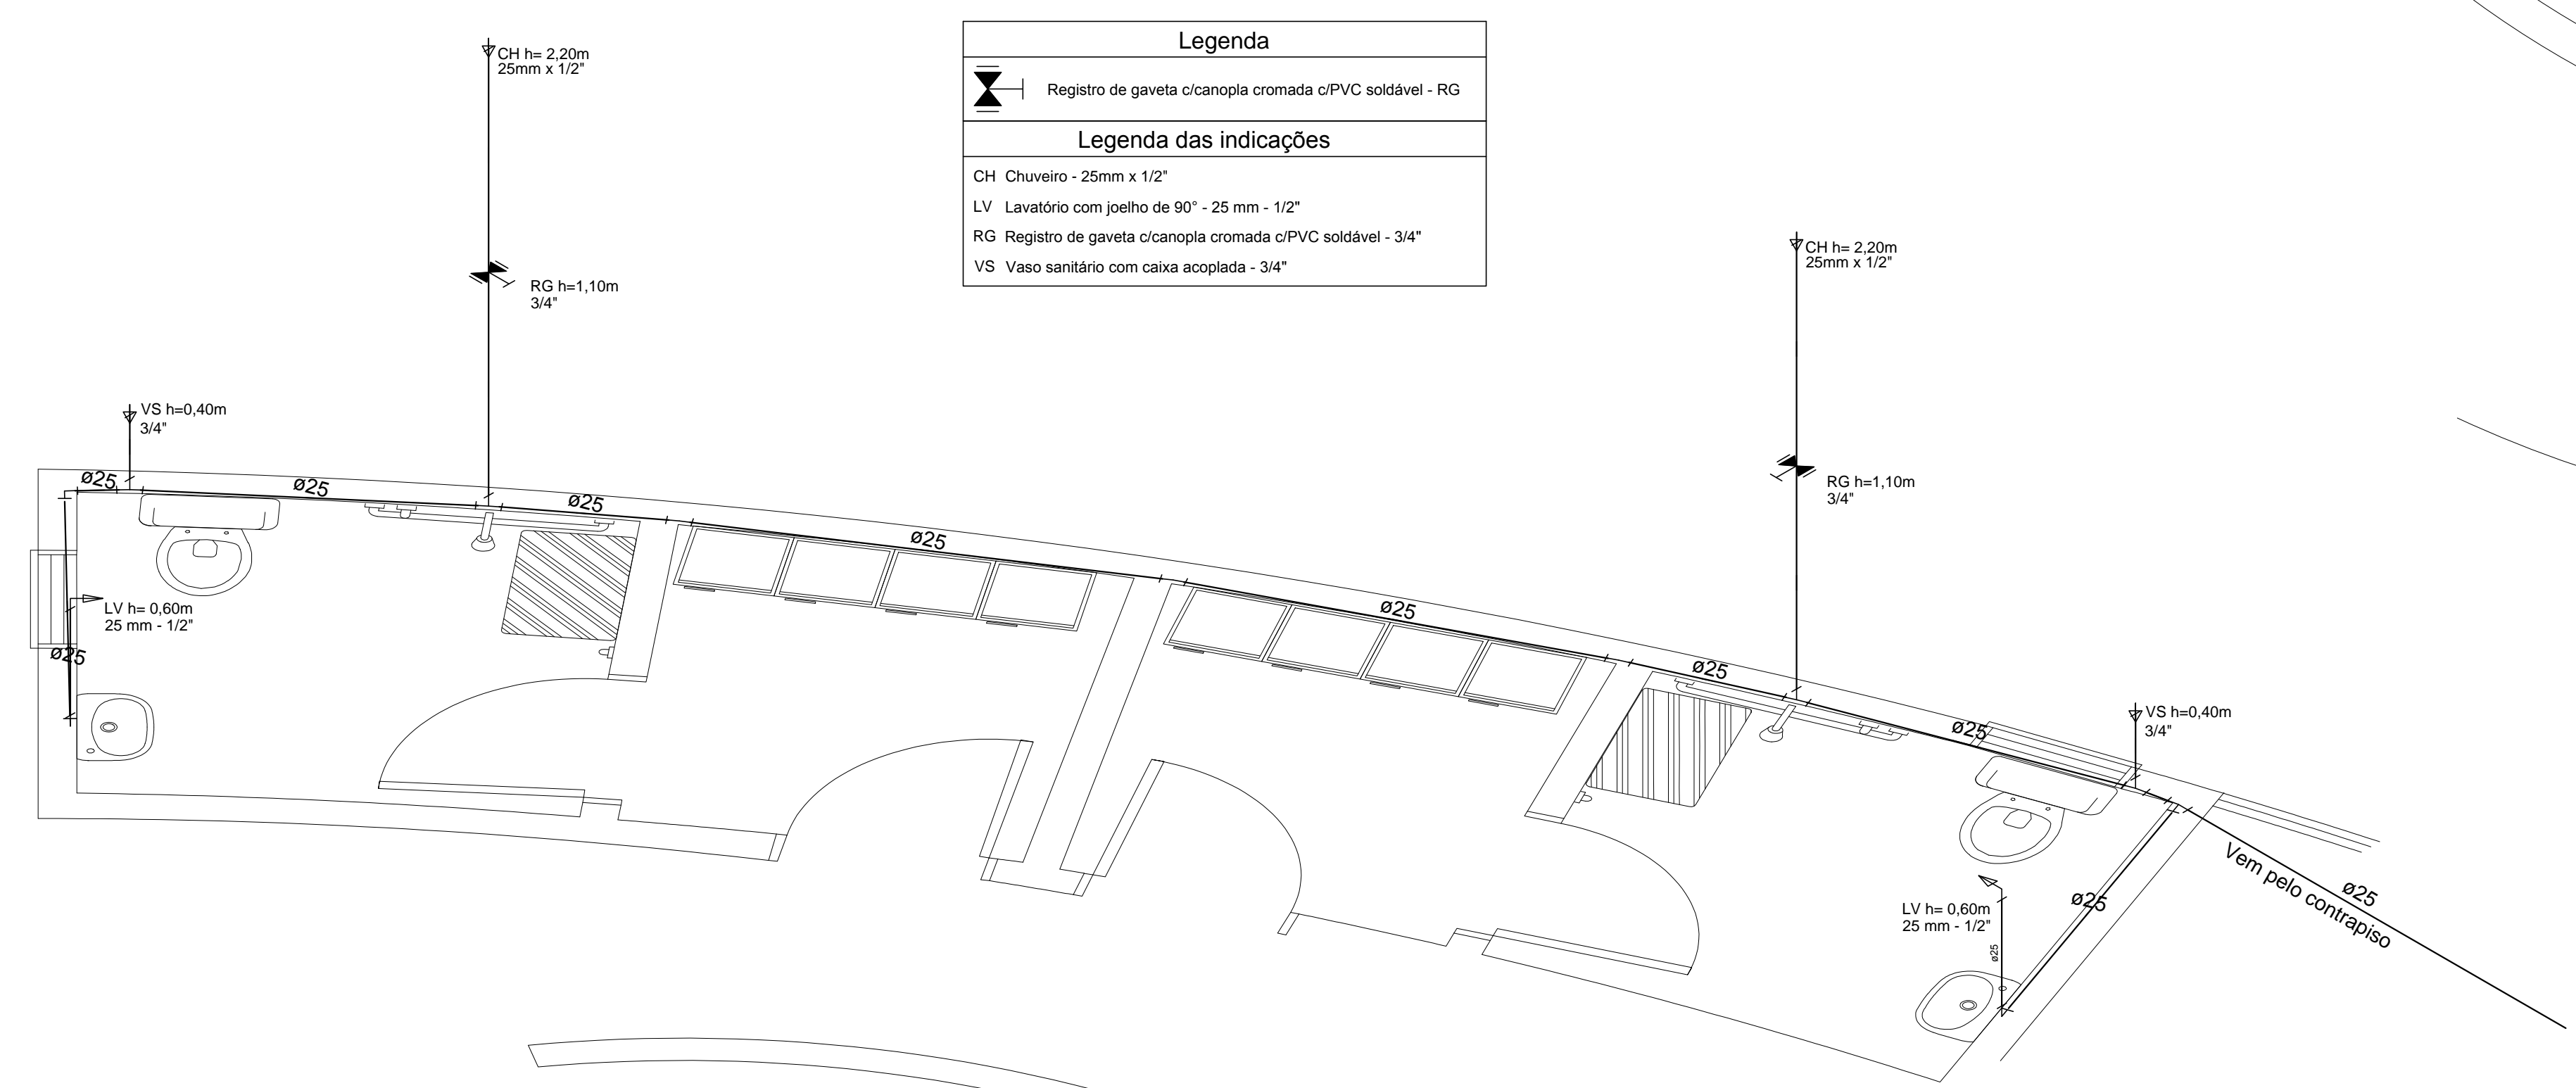 Legenda
Registro de gaveta c/canopla cromada c/PVC soldável - RG
Legenda das indicações
CH Chuveiro - 25mm x 1/2"
LV Lavatório com joelho de 90° - 25 mm - 1/2"
RG Registro de gaveta c/canopla cromada c/PVC soldável - 3/4"
VS Vaso sanitário com caixa acoplada - 3/4"
CH h= 2,20m
25mm x 1/2"
RG h=1,10m
3/4"
VS h=0,40m
3/4"
ø25
ø25
ø25
ø25
LV h= 0,60m
25 mm - 1/2"
ø25
ø25
CH h= 2,20m
25mm x 1/2"
RG h=1,10m
3/4"
ø25
ø25
VS h=0,40m
3/4"
LV h= 0,60m
25 mm - 1/2"
ø25
ø25
ø25
Vem pelo contrapiso